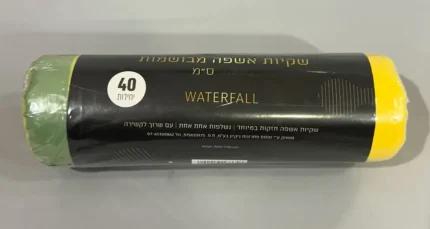 שקיות אשפה מבושמות
ס״מ
40
יחידות
WATERFALL
שקיות אשפה חזקות במיוחד | נשלפות אחת אחת | עם שרוך לקשירה